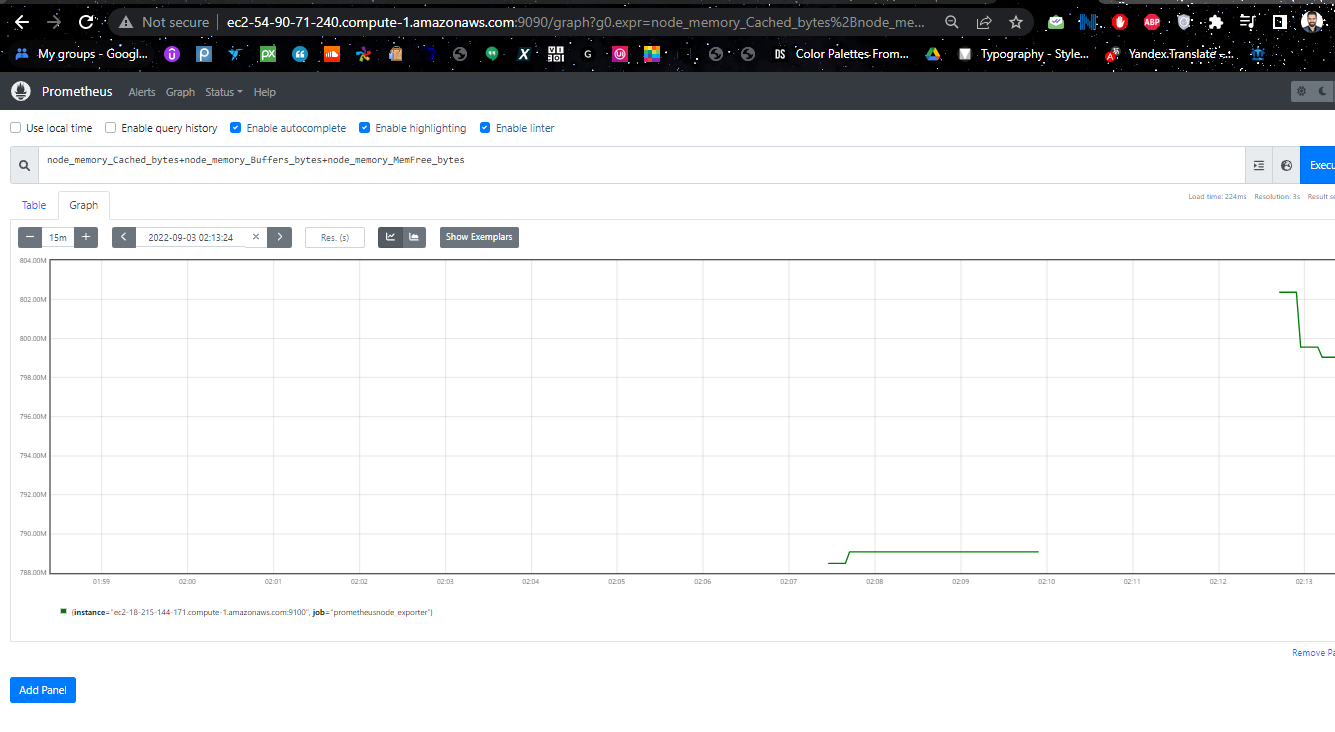 Not secure ec2-54-90-71-240.compute-1.amazonaws.com:9090/graph?g0.expr=node_memory_Cached_bytes%2Bnode_me...
ABP
My groups - Googl...
DS Color Palettes From...
Typography - Style...
Yandex.Translate –...
Prometheus Alerts Graph Status Help
Use local time Enable query history Enable autocomplete Enable highlighting Enable linter
node_memory_Cached_bytes+node_memory_Buffers_bytes+node_memory_MemFree_bytes
Execu
Table Graph
Load time: 224ms Resolution: 3s Result se
15m 2022-09-03 02:13:24 Res. (s) Show Exemplars
804.00M
802.00M
800.00M
798.00M
796.00M
794.00M
792.00M
790.00M
788.00M
01:59 02:00 02:01 02:02 02:03 02:04 02:05 02:06 02:07 02:08 02:09 02:10 02:11 02:12 02:13
{instance="ec2-18-215-144-171.compute-1.amazonaws.com:9100", job="prometheusnode_exporter"}
Remove Pa
Add Panel